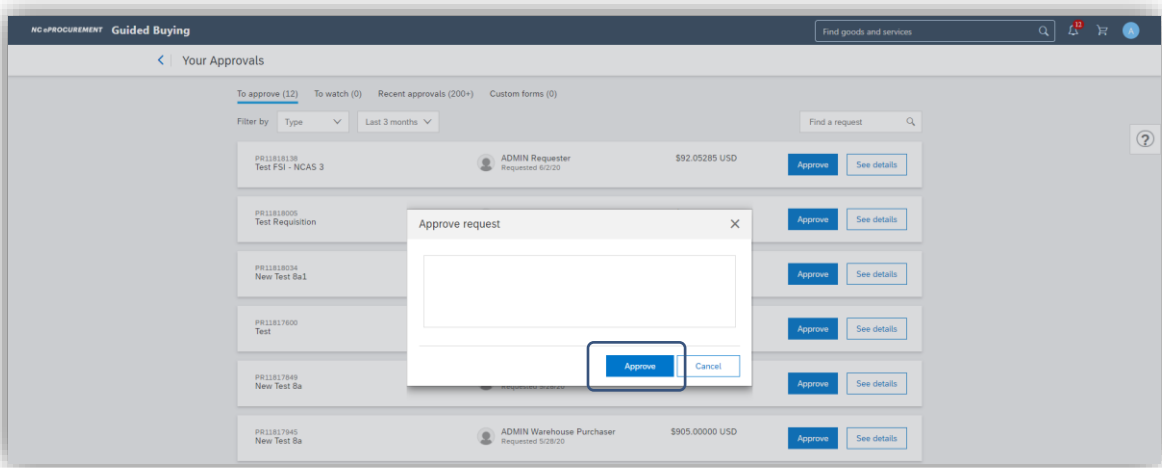 NC ePROCUREMENT Guided Buying
Find goods and services
12
A
Your Approvals
To approve (12) To watch (0) Recent approvals (200+) Custom forms (0)
Filter by Type Last 3 months
Find a request
?
PR11818138
Test FSI - NCAS 3
ADMIN Requester
Requested 6/2/20
$92.05285 USD
Approve See details
PR11818005
Test Requisition
Approve See details
Approve request
PR11818034
New Test 8a1
Approve See details
PR11817600
Test
Approve See details
Approve Cancel
PR11817849
New Test 8a
Approve See details
PR11817945
New Test 8a
ADMIN Warehouse Purchaser
Requested 5/28/20
$905.00000 USD
Approve See details